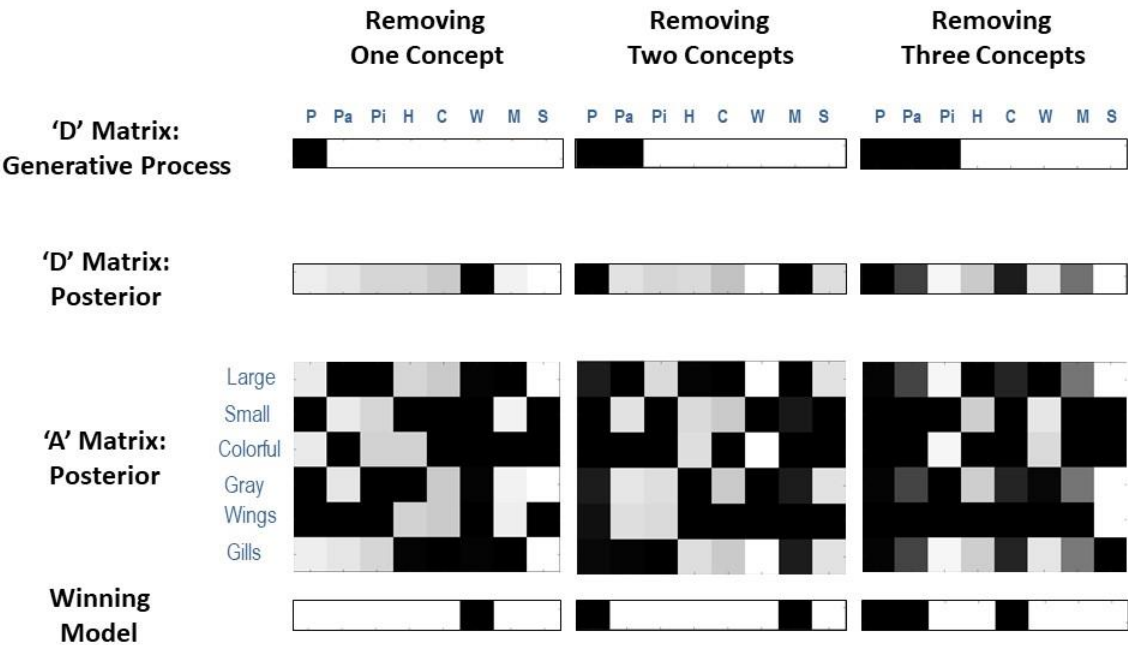 Removing
One Concept
Removing
Two Concepts
Removing
Three Concepts
P Pa Pi H C W M S
P Pa Pi H C W M S
P Pa Pi H C W M S
‘D’ Matrix:
Generative Process
‘D’ Matrix:
Posterior
‘A’ Matrix:
Posterior
Large
Small
Colorful
Gray
Wings
Gills
Winning
Model